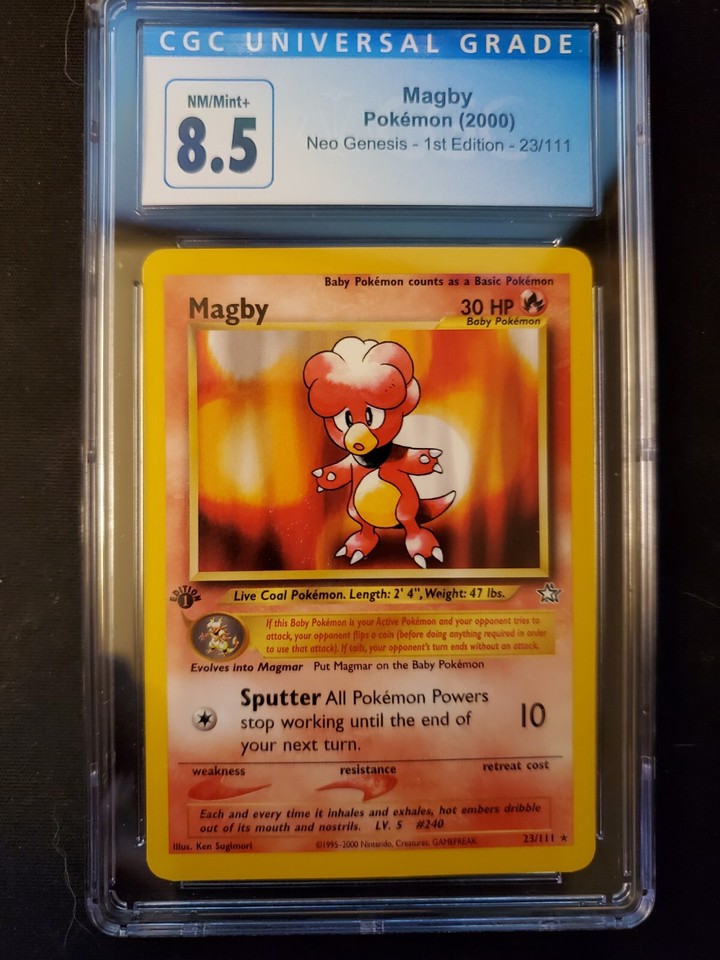 CGC UNIVERSAL GRADE
NM/Mint+
8.5
Magby
Pokémon (2000)
Neo Genesis - 1st Edition - 23/111
Baby Pokémon counts as a Basic Pokémon
Magby
30 HP
Baby Pokémon
EDITION
1
Live Coal Pokémon. Length: 2' 4", Weight: 47 lbs.
If this Baby Pokémon is your Active Pokémon and your opponent tries to
attack, your opponent flips a coin (before doing anything required in order
to use that attack). If tails, your opponent's turn ends without an attack.
Evolves into Magmar Put Magmar on the Baby Pokémon
Sputter All Pokémon Powers
stop working until the end of
your next turn.
10
weakness
resistance
retreat cost
Each and every time it inhales and exhales, hot embers dribble
out of its mouth and nostrils. LV. 5 #240
Illus. Ken Sugimori
©1995-2000 Nintendo, Creatures, GAMEFREAK.
23/111 ★